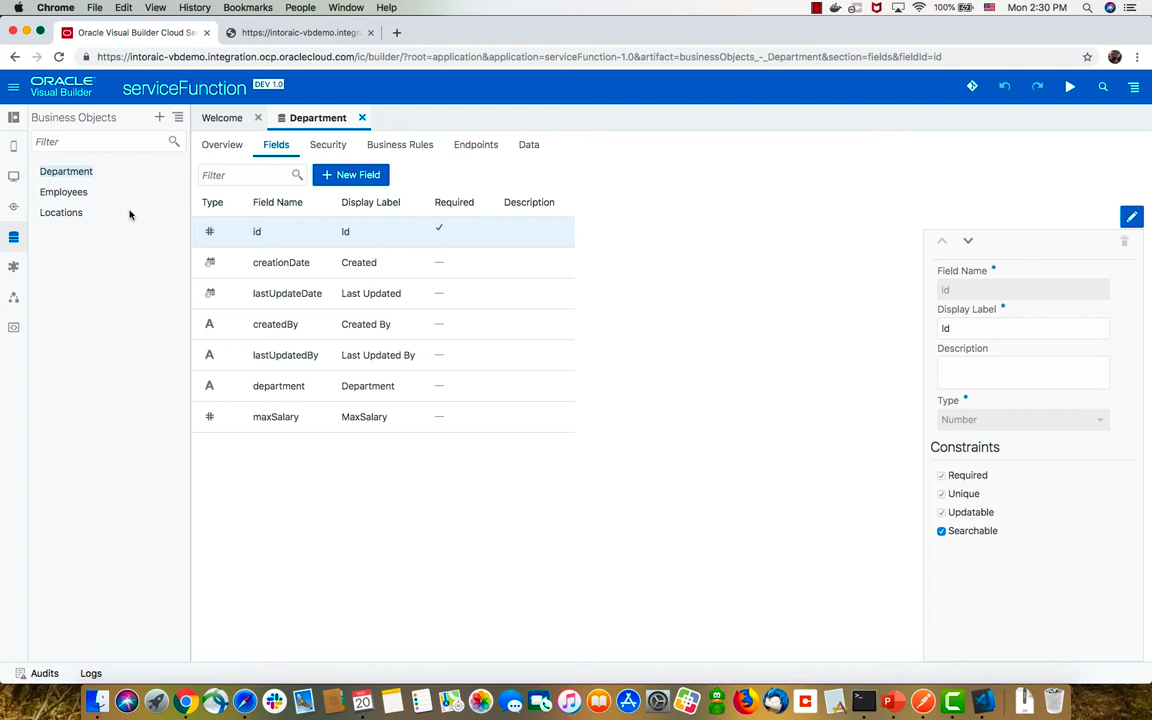 Chrome File Edit View History Bookmarks People Window Help 100% Mon 2:30 PM
Oracle Visual Builder Cloud Se × https://intoraic-vbdemo.integr × +
https://intoraic-vbdemo.integration.ocp.oraclecloud.com/ic/builder/?root=application&application=serviceFunction-1.0&artifact=businessObjects_-_Department&section=fields&fieldId=id
ORACLE
Visual Builder
serviceFunction DEV 1.0
Business Objects
Filter
Department
Employees
Locations
Welcome × Department ×
Overview Fields Security Business Rules Endpoints Data
Filter + New Field
Type Field Name Display Label Required Description
# id Id ✓
creationDate Created —
lastUpdateDate Last Updated —
A createdBy Created By —
A lastUpdatedBy Last Updated By —
A department Department —
# maxSalary MaxSalary —
Field Name *
id
Display Label *
Id
Description
Type *
Number
Constraints
Required
Unique
Updatable
Searchable
Audits Logs
20